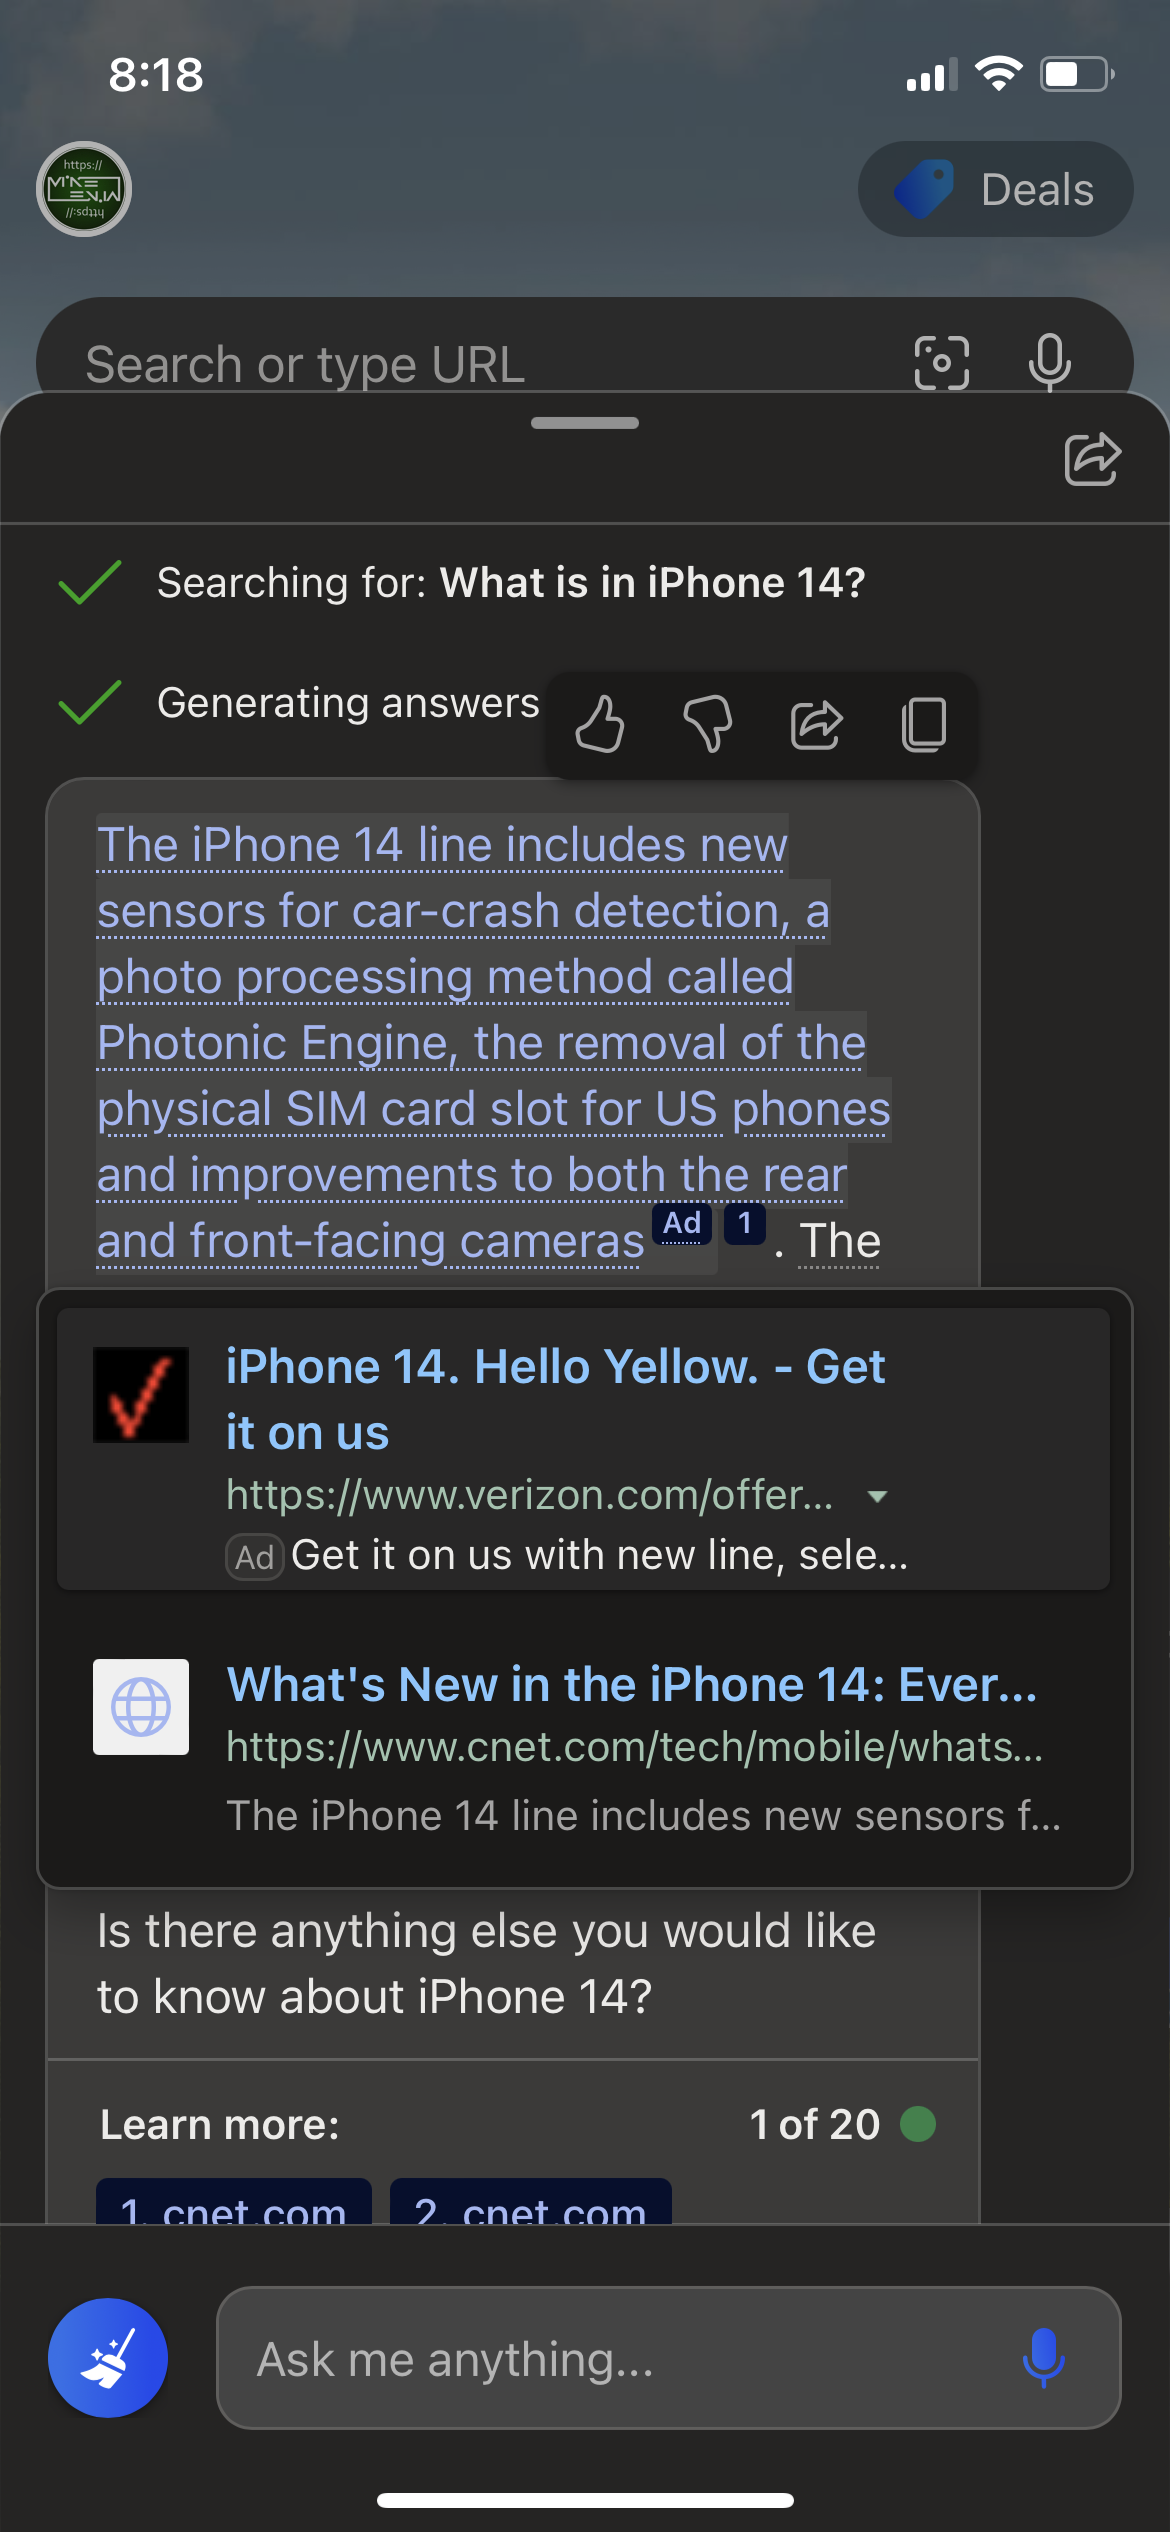 8:18
https://
MIKE
EV.IA
https://
Deals
Search or type URL
Searching for: What is in iPhone 14?
Generating answers
The iPhone 14 line includes new
sensors for car-crash detection, a
photo processing method called
Photonic Engine, the removal of the
physical SIM card slot for US phones
and improvements to both the rear
and front-facing cameras Ad 1 . The
iPhone 14. Hello Yellow. - Get
it on us
https://www.verizon.com/offer...
Ad Get it on us with new line, sele...
What's New in the iPhone 14: Ever...
https://www.cnet.com/tech/mobile/whats...
The iPhone 14 line includes new sensors f...
Is there anything else you would like
to know about iPhone 14?
Learn more: 1 of 20
1. cnet.com 2. cnet.com
Ask me anything...